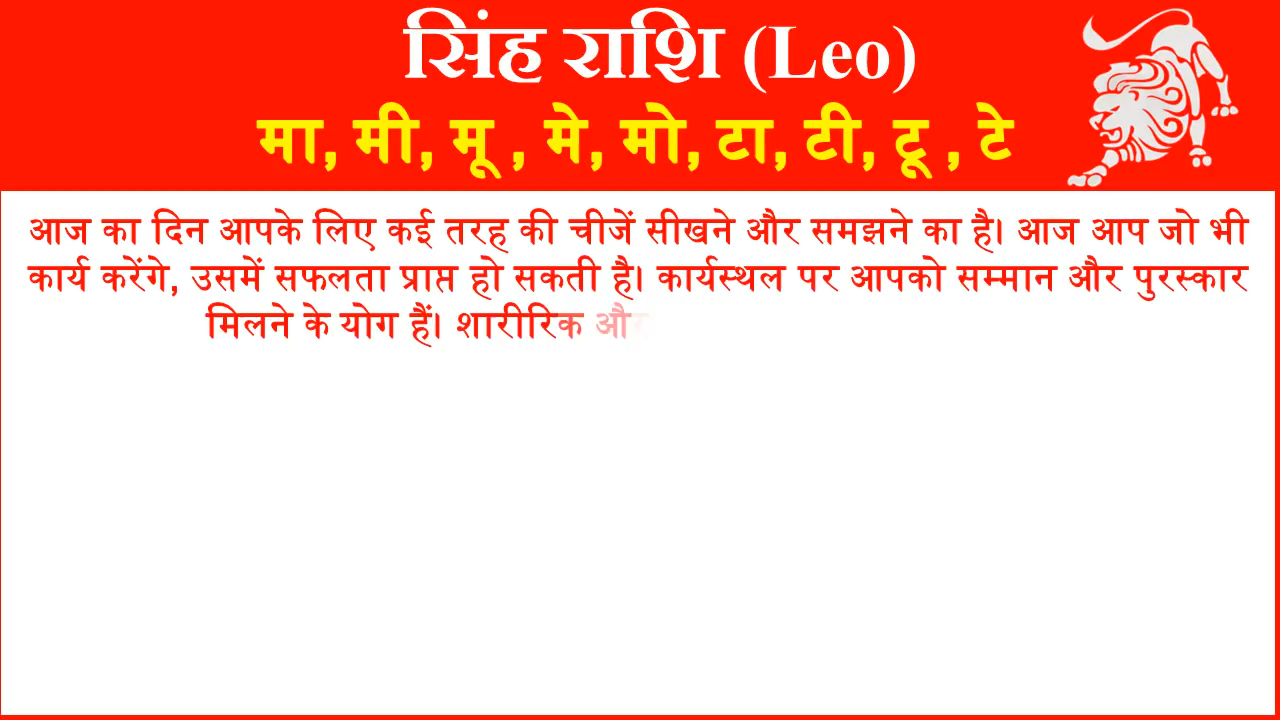 सिंह राशि (Leo)
मा, मी, मू , मे, मो, टा, टी, टू , टे
आज का दिन आपके लिए कई तरह की चीजें सीखने और समझने का है। आज आप जो भी
कार्य करेंगे, उसमें सफलता प्राप्त हो सकती है। कार्यस्थल पर आपको सम्मान और पुरस्कार
मिलने के योग हैं। शारीरिक